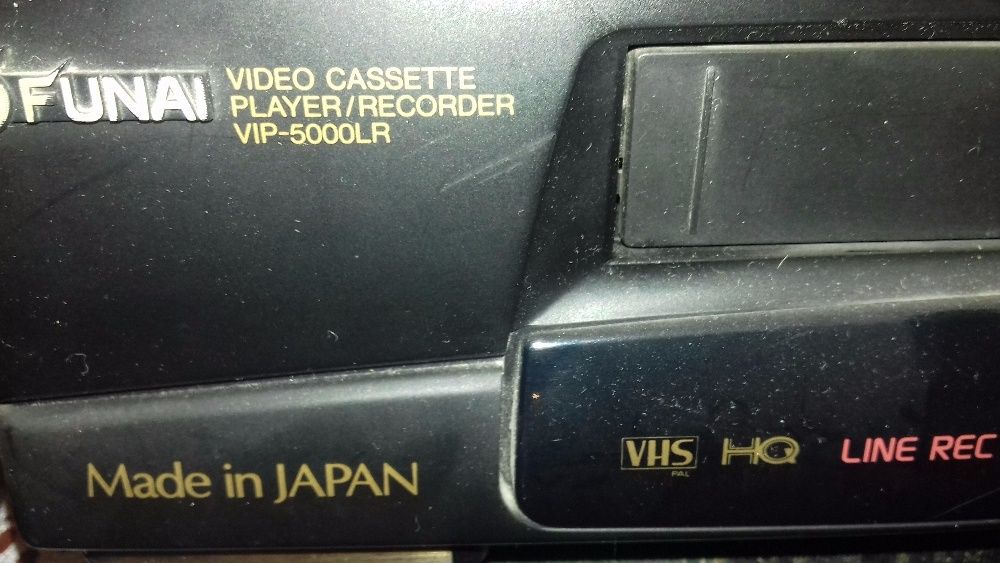 FUNAI
VIDEO CASSETTE
PLAYER/RECORDER
VIP-5000LR
VHS HQ LINE REC
PAL
Made in JAPAN